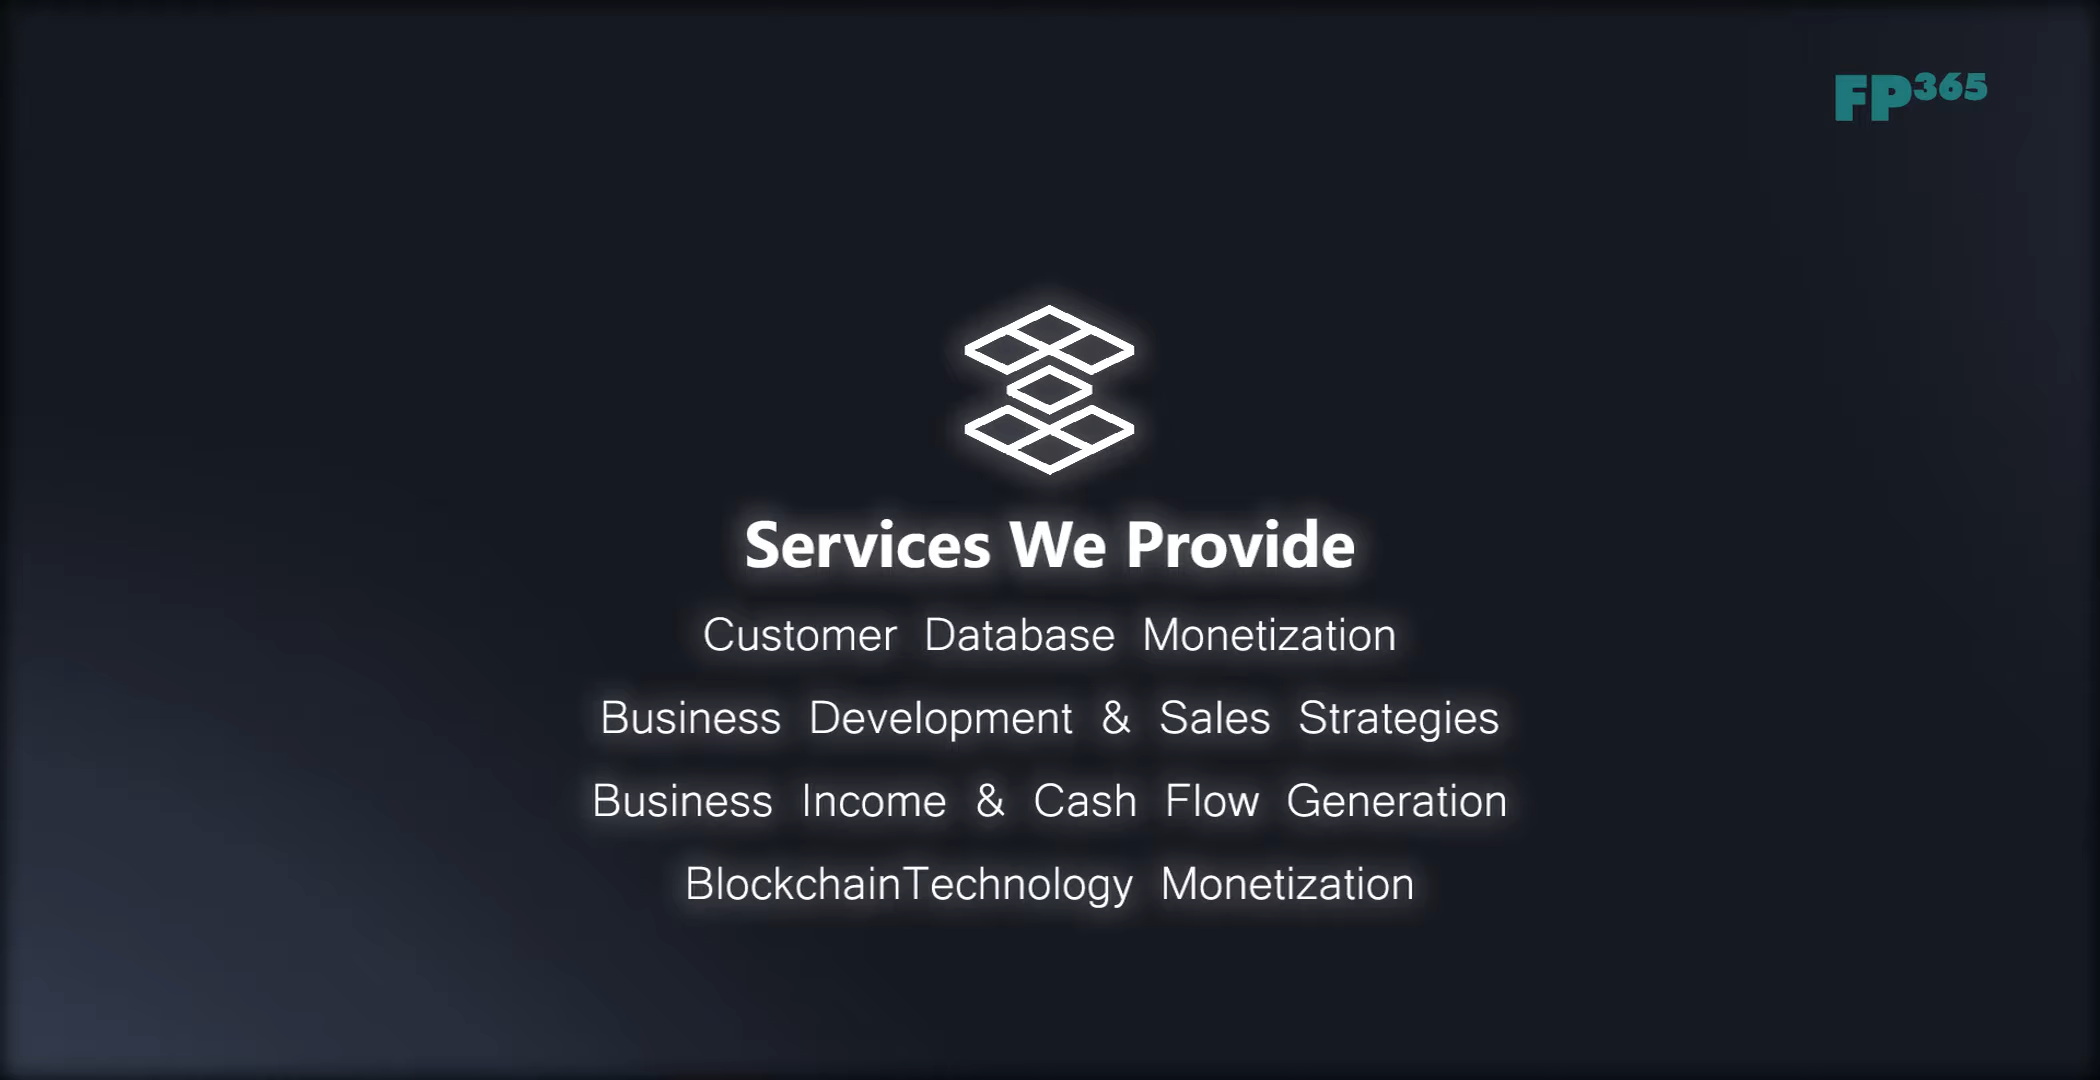 FP³⁶⁵
Services We Provide
Customer Database Monetization
Business Development & Sales Strategies
Business Income & Cash Flow Generation
BlockchainTechnology Monetization